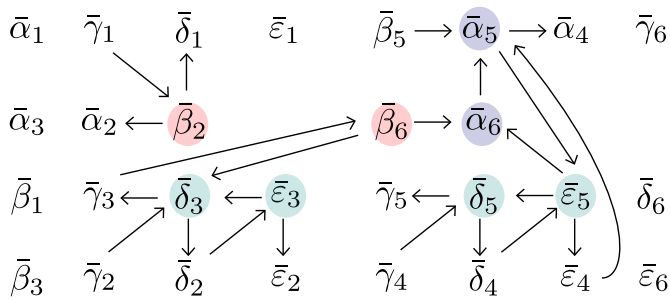 ᾱ₁ γ̄₁ δ̄₁ ε̄₁ β̄₅ ᾱ₅ ᾱ₄ γ̄₆
ᾱ₃ ᾱ₂ β̄₂ β̄₆ ᾱ₆
β̄₁ γ̄₃ δ̄₃ ε̄₃ γ̄₅ δ̄₅ ε̄₅ δ̄₆
β̄₃ γ̄₂ δ̄₂ ε̄₂ γ̄₄ δ̄₄ ε̄₄ ε̄₆